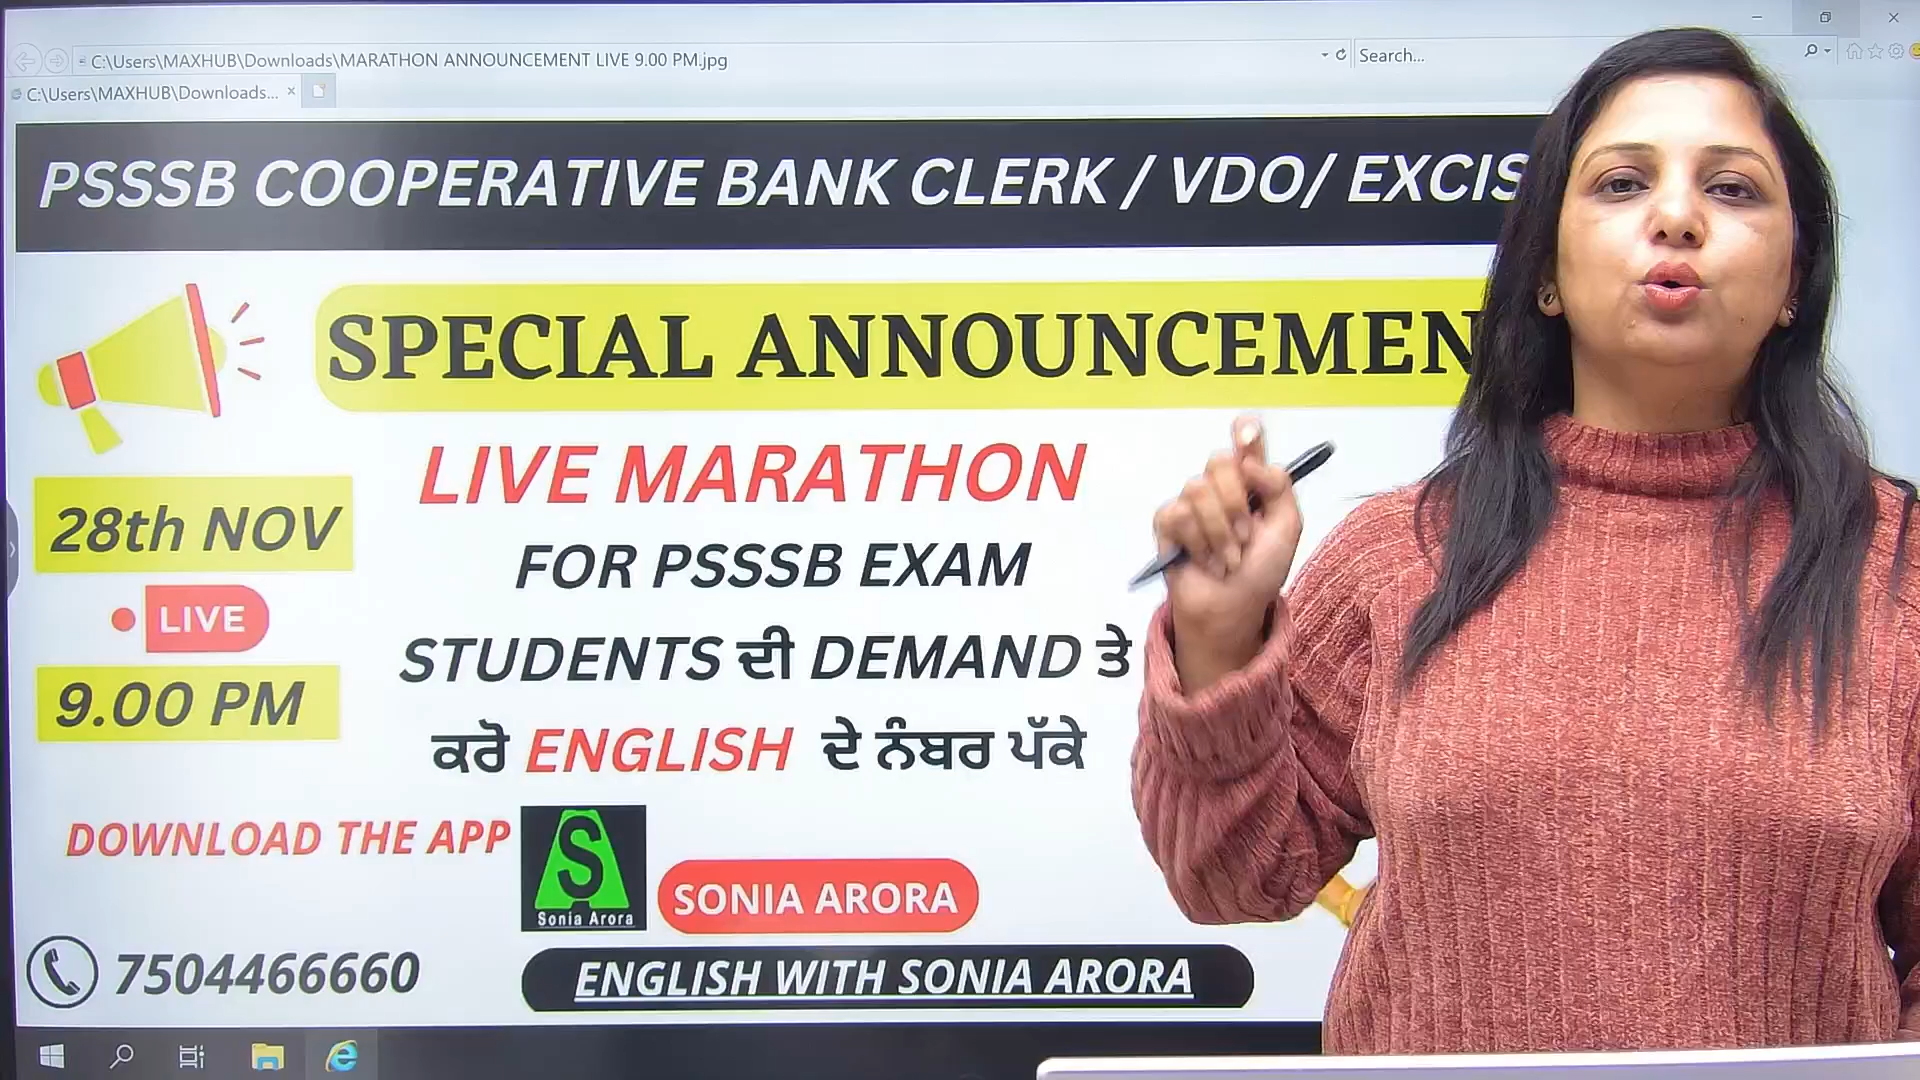 C:\Users\MAXHUB\Downloads\MARATHON ANNOUNCEMENT LIVE 9.00 PM.jpg
Search...
C:\Users\MAXHUB\Downloads...
PSSSB COOPERATIVE BANK CLERK / VDO/ EXCIS
SPECIAL ANNOUNCEMEN
LIVE MARATHON
28th NOV
FOR PSSSB EXAM
LIVE
STUDENTS ਦੀ DEMAND ਤੇ
9.00 PM
ਕਰੋ ENGLISH ਦੇ ਨੰਬਰ ਪੱਕੇ
DOWNLOAD THE APP
S
Sonia Arora
SONIA ARORA
7504466660
ENGLISH WITH SONIA ARORA